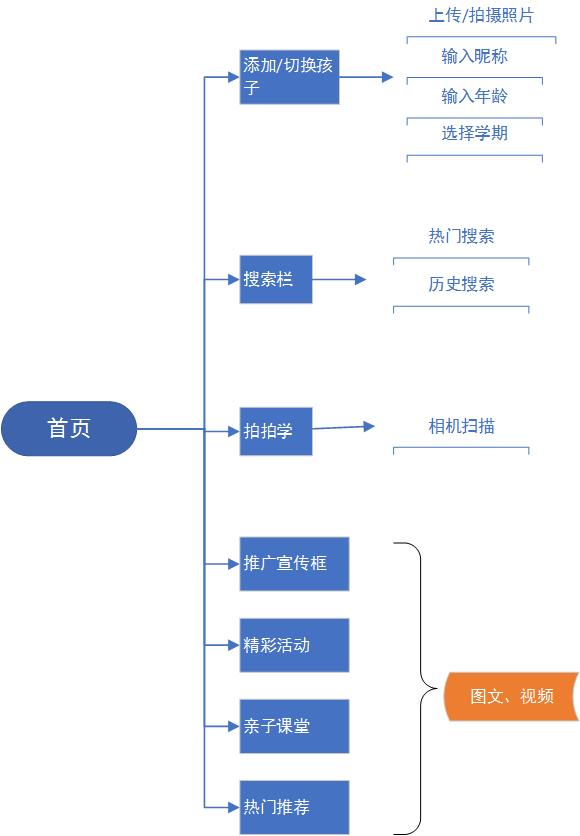 上传/拍摄照片
添加/切换孩
子
输入昵称
输入年龄
选择学期
热门搜索
搜索栏
历史搜索
首页
拍拍学
相机扫描
推广宣传框
精彩活动
图文、视频
亲子课堂
热门推荐